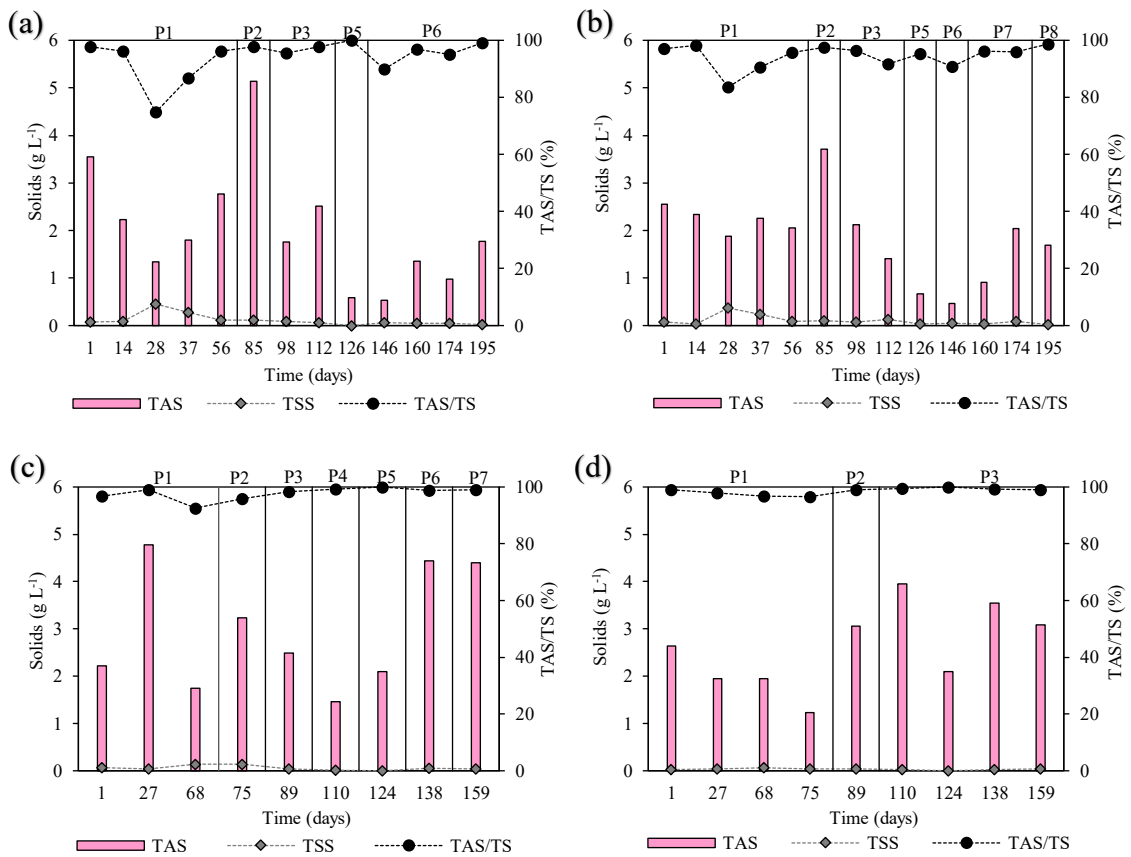 (a)
P1 P2 P3 P5 P6
6 5 4 3 2 1 0
Solids (g L⁻¹)
100 80 60 40 20 0
TAS/TS (%)
1 14 28 37 56 85 98 112 126 146 160 174 195
Time (days)
TAS TSS TAS/TS
(b)
P1 P2 P3 P5 P6 P7 P8
6 5 4 3 2 1 0
Solids (g L⁻¹)
100 80 60 40 20 0
TAS/TS (%)
1 14 28 37 56 85 98 112 126 146 160 174 195
Time (days)
TAS TSS TAS/TS
(c)
P1 P2 P3 P4 P5 P6 P7
6 5 4 3 2 1 0
Solids (g L⁻¹)
100 80 60 40 20 0
TAS/TS (%)
1 27 68 75 89 110 124 138 159
Time (days)
TAS TSS TAS/TS
(d)
P1 P2 P3
6 5 4 3 2 1 0
Solids (g L⁻¹)
100 80 60 40 20 0
TAS/TS (%)
1 27 68 75 89 110 124 138 159
Time (days)
TAS TSS TAS/TS